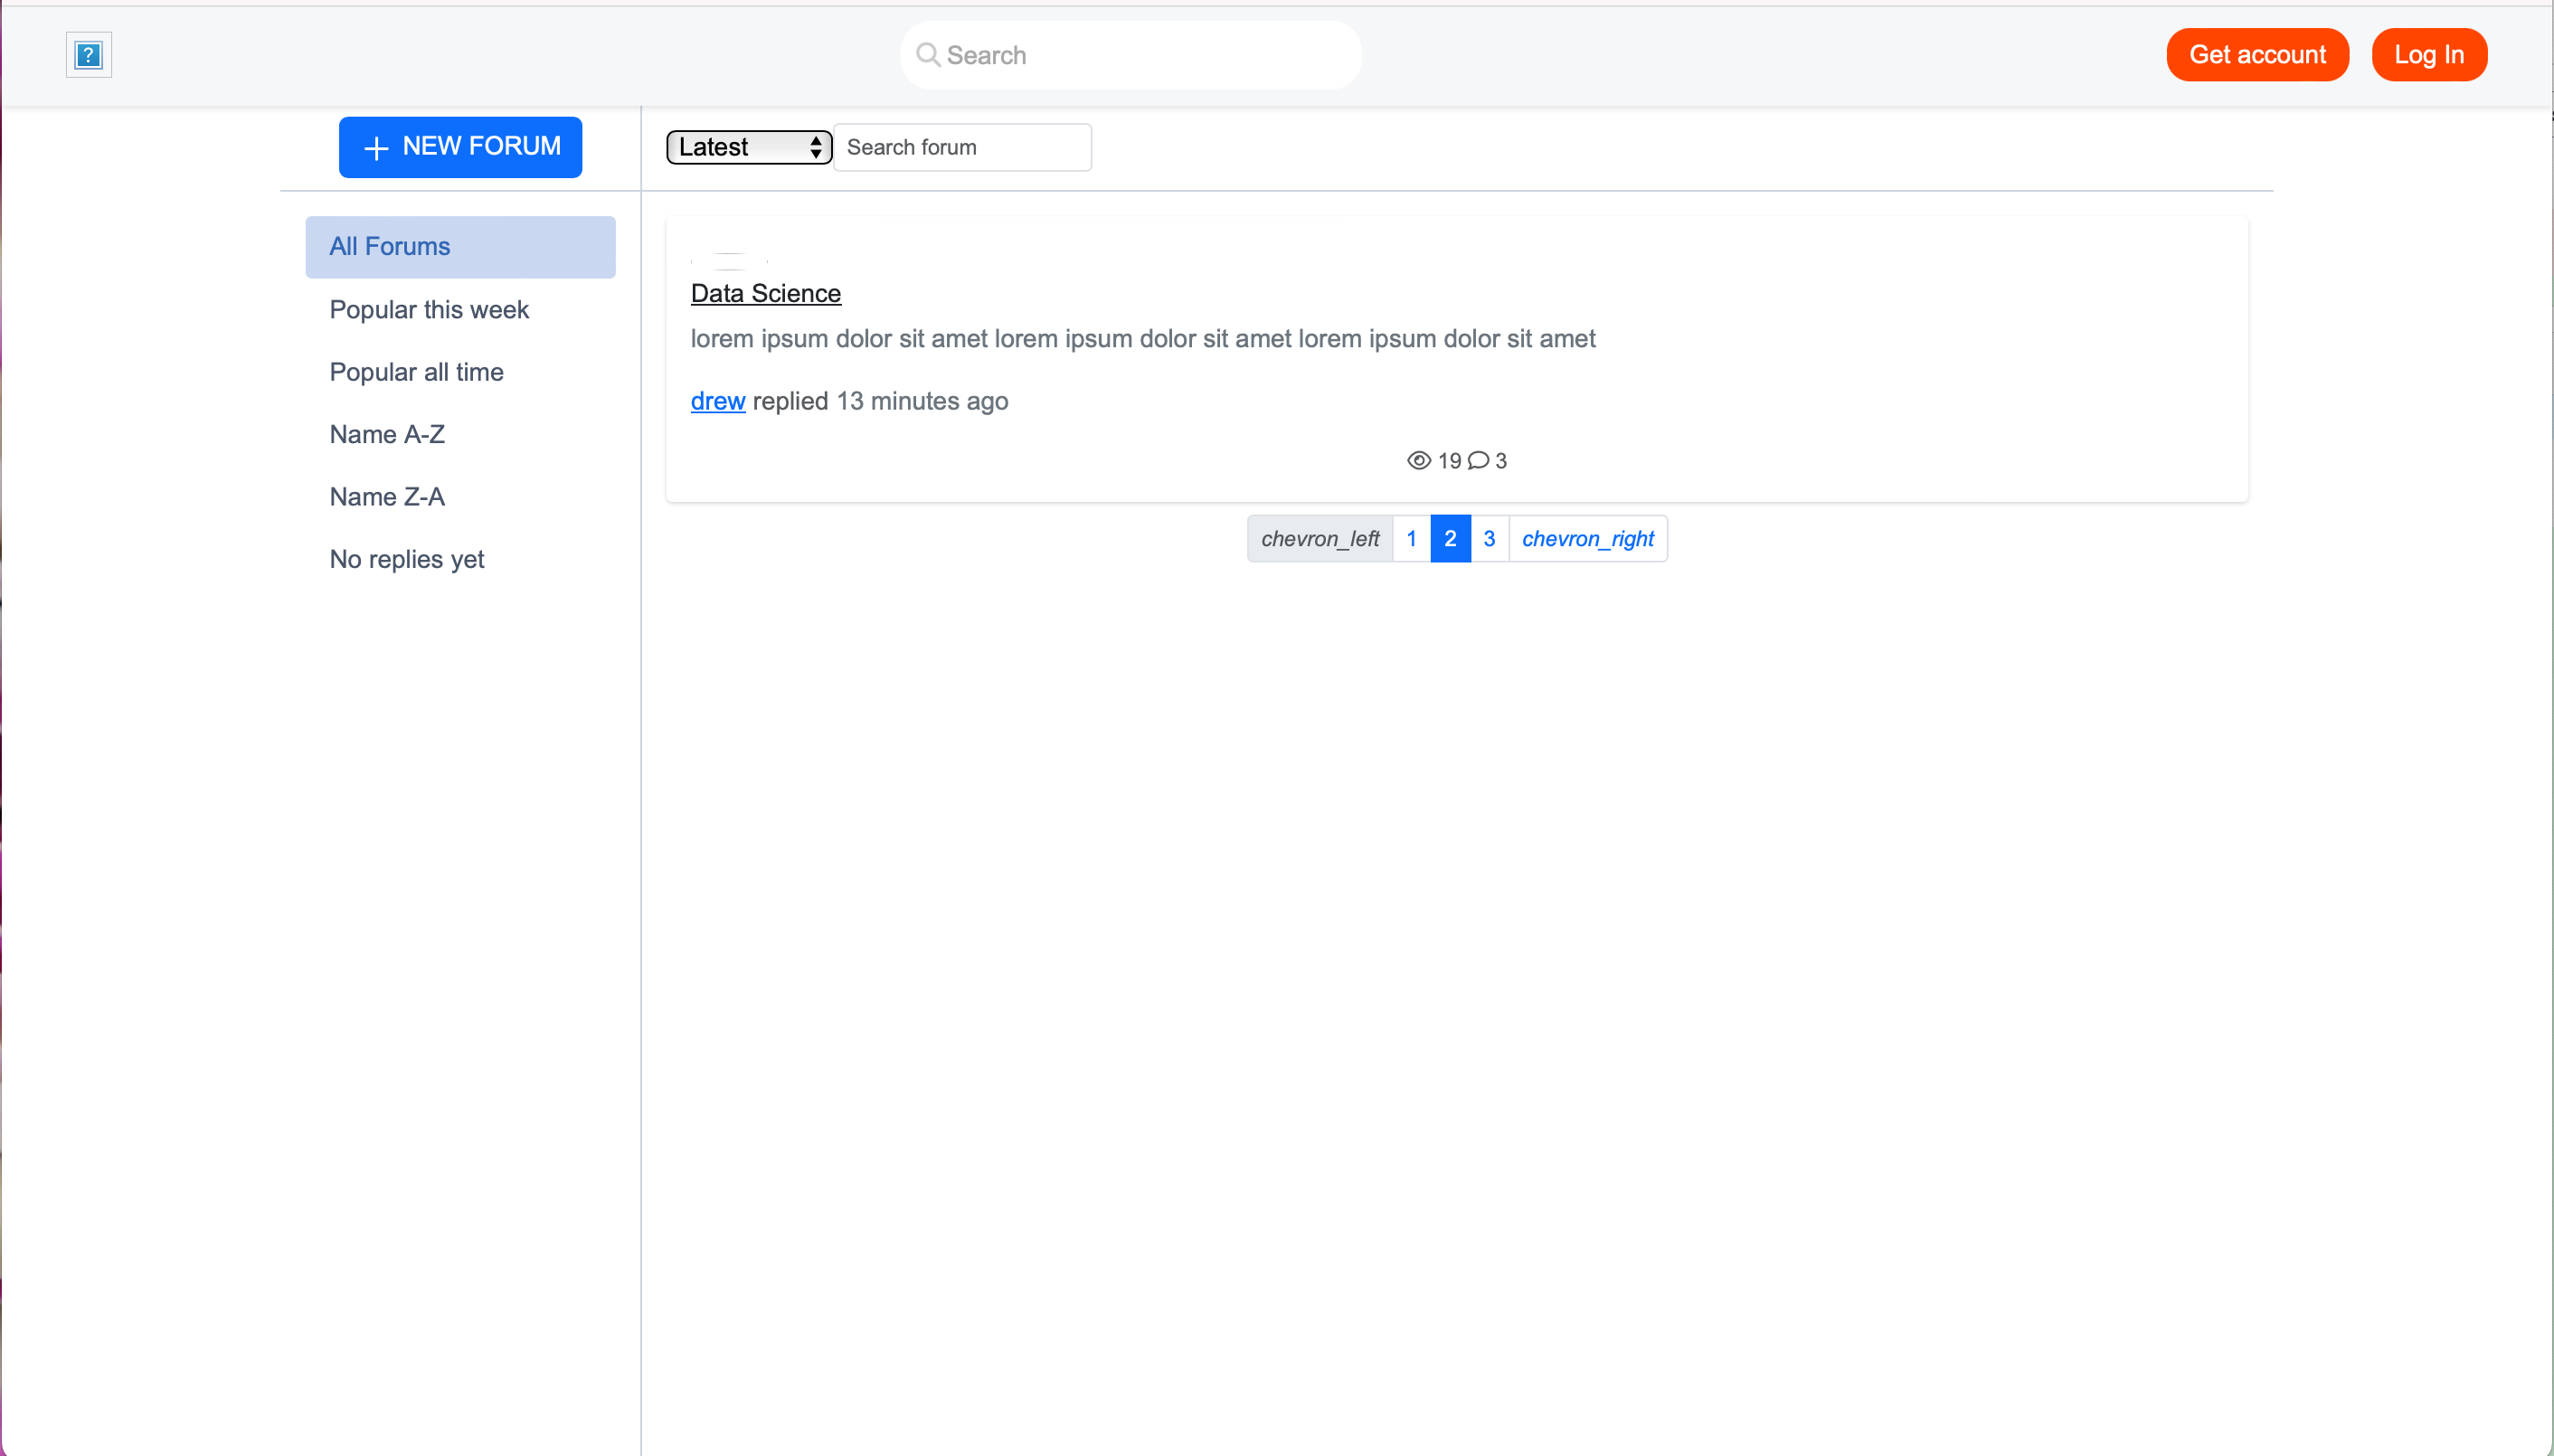 ?
Search
Get account
Log In
NEW FORUM
Latest
Search forum
All Forums
Popular this week
Popular all time
Name A-Z
Name Z-A
No replies yet
Data Science
lorem ipsum dolor sit amet lorem ipsum dolor sit amet lorem ipsum dolor sit amet
drew replied 13 minutes ago
19 3
chevron_left 1 2 3 chevron_right